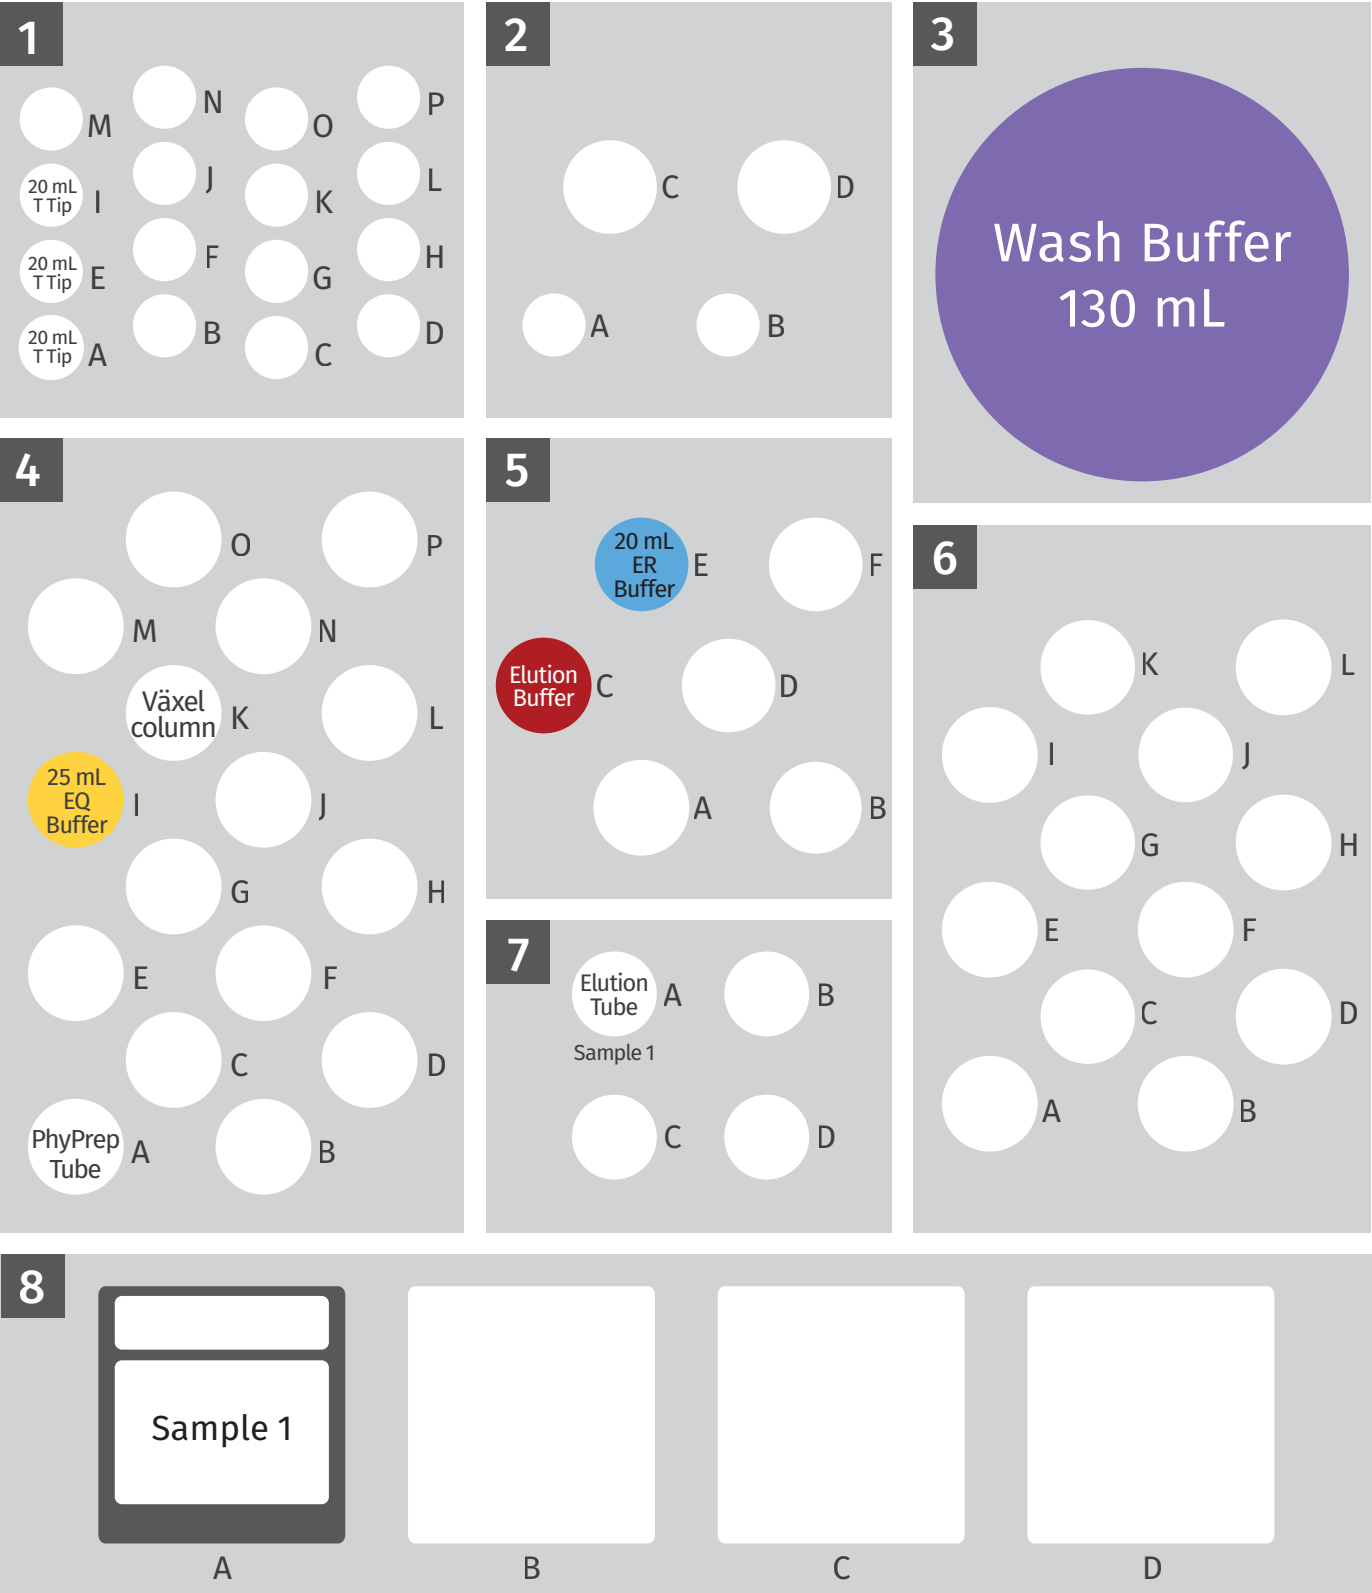 1
N
P
M
O
J
L
20 mL
T Tip
I
K
F
H
20 mL
T Tip
E
G
B
D
20 mL
T Tip
A
C
2
C
D
A
B
3
Wash Buffer
130 mL
4
O
P
M
N
Växel
column
K
L
25 mL
EQ
Buffer
I
J
G
H
E
F
C
D
PhyPrep
Tube
A
B
5
20 mL
ER
Buffer
E
F
Elution
Buffer
C
D
A
B
6
K
L
I
J
G
H
E
F
C
D
A
B
7
Elution
Tube
A
B
Sample 1
C
D
8
Sample 1
A
B
C
D